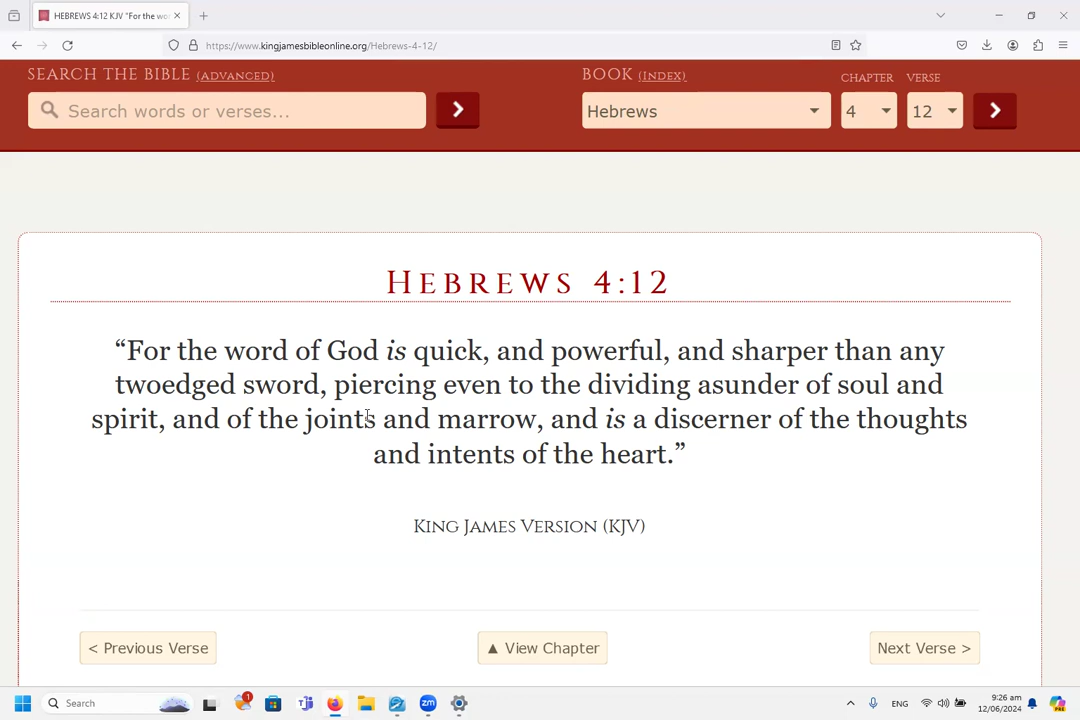 HEBREWS 4:12 KJV "For the wo
https://www.kingjamesbibleonline.org/Hebrews-4-12/
SEARCH THE BIBLE (ADVANCED)
BOOK (INDEX)
CHAPTER
VERSE
Search words or verses...
Hebrews
4
12
HEBREWS 4:12
“For the word of God is quick, and powerful, and sharper than any
twoedged sword, piercing even to the dividing asunder of soul and
spirit, and of the joints and marrow, and is a discerner of the thoughts
and intents of the heart.”
KING JAMES VERSION (KJV)
< Previous Verse
▲ View Chapter
Next Verse >
Search
1
zm
ENG
9:26 am
12/06/2024
PRE